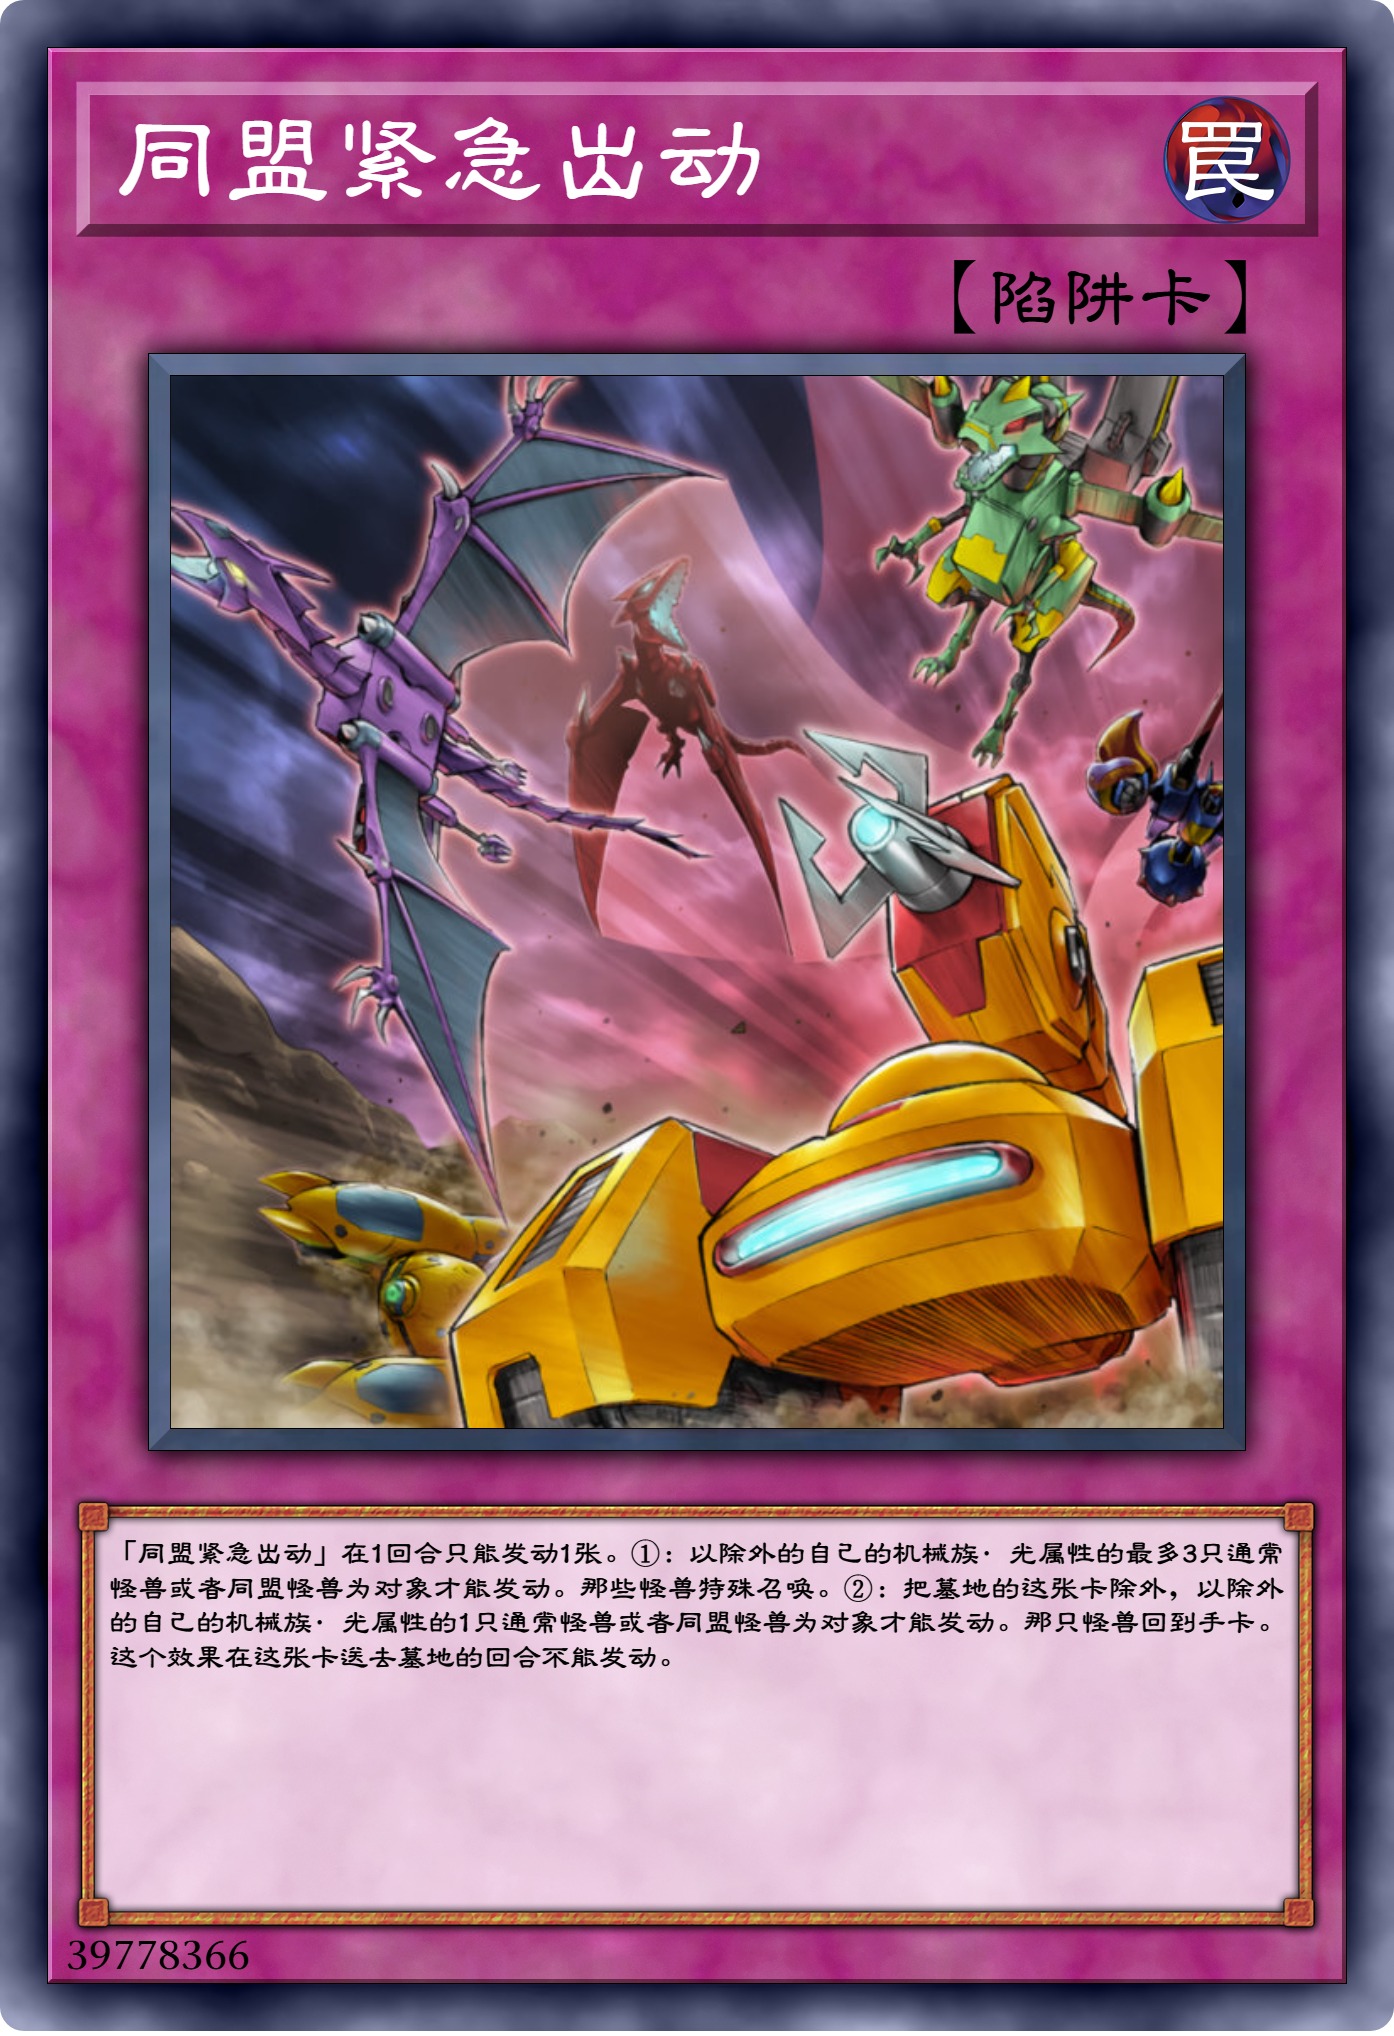 同盟紧急出动
罠
【陷阱卡】
「同盟紧急出动」在1回合只能发动1张。①：以除外的自己的机械族·光属性的最多3只通常
怪兽或者同盟怪兽为对象才能发动。那些怪兽特殊召唤。②：把墓地的这张卡除外，以除外
的自己的机械族·光属性的1只通常怪兽或者同盟怪兽为对象才能发动。那只怪兽回到手卡。
这个效果在这张卡送去墓地的回合不能发动。
39778366